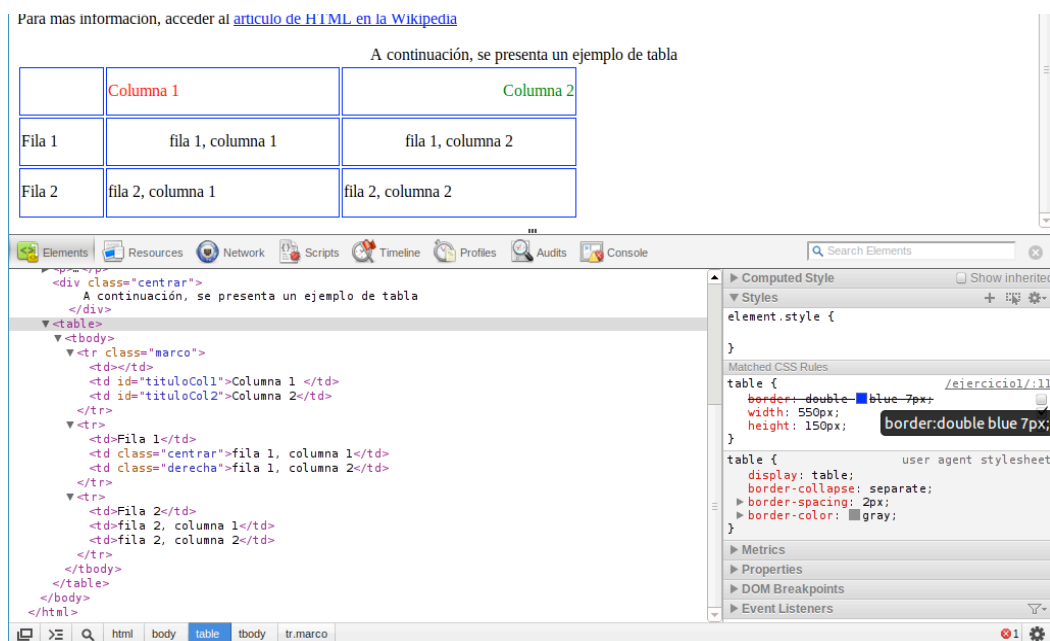 Para más información, acceder al artículo de HTML en la Wikipedia
A continuación, se presenta un ejemplo de tabla
Columna 1 Columna 2
Fila 1 fila 1, columna 1 fila 1, columna 2
Fila 2 fila 2, columna 1 fila 2, columna 2
Elements Resources Network Scripts Timeline Profiles Audits Console Search Elements
▶<p>…</p>
<div class="centrar">
A continuación, se presenta un ejemplo de tabla
</div>
▼<table>
▼<tbody>
▼<tr class="marco">
<td></td>
<td id="tituloCol1">Columna 1 </td>
<td id="tituloCol2">Columna 2</td>
</tr>
▼<tr>
<td>Fila 1</td>
<td class="centrar">fila 1, columna 1</td>
<td class="derecha">fila 1, columna 2</td>
</tr>
▼<tr>
<td>Fila 2</td>
<td>fila 2, columna 1</td>
<td>fila 2, columna 2</td>
</tr>
</tbody>
</table>
</body>
</html>
▶ Computed Style Show inherited
▼ Styles
element.style {
}
Matched CSS Rules
table { /ejercicio1/:11
border: double blue 7px;
width: 550px;
height: 150px;
border:double blue 7px;
}
table { user agent stylesheet
display: table;
border-collapse: separate;
▶ border-spacing: 2px;
▶ border-color: gray;
}
▶ Metrics
▶ Properties
▶ DOM Breakpoints
▶ Event Listeners
html body table tbody tr.marco 1